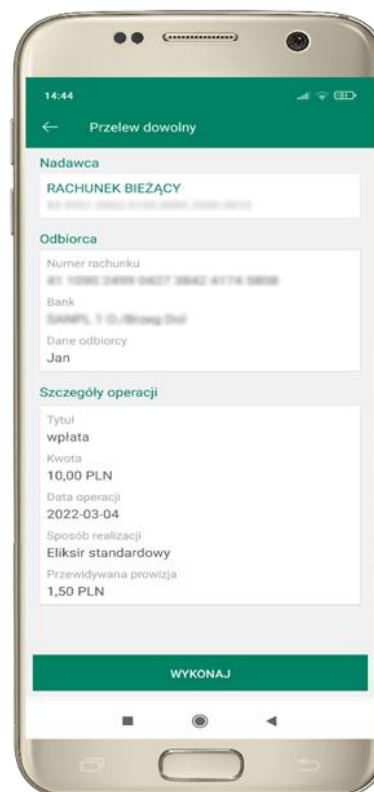 14:44
Przelew dowolny
Nadawca
RACHUNEK BIEŻĄCY
Odbiorca
Numer rachunku
Bank
Dane odbiorcy
Jan
Szczegóły operacji
Tytuł
wpłata
Kwota
10,00 PLN
Data operacji
2022-03-04
Sposób realizacji
Eliksir standardowy
Przewidywana prowizja
1,50 PLN
WYKONAJ